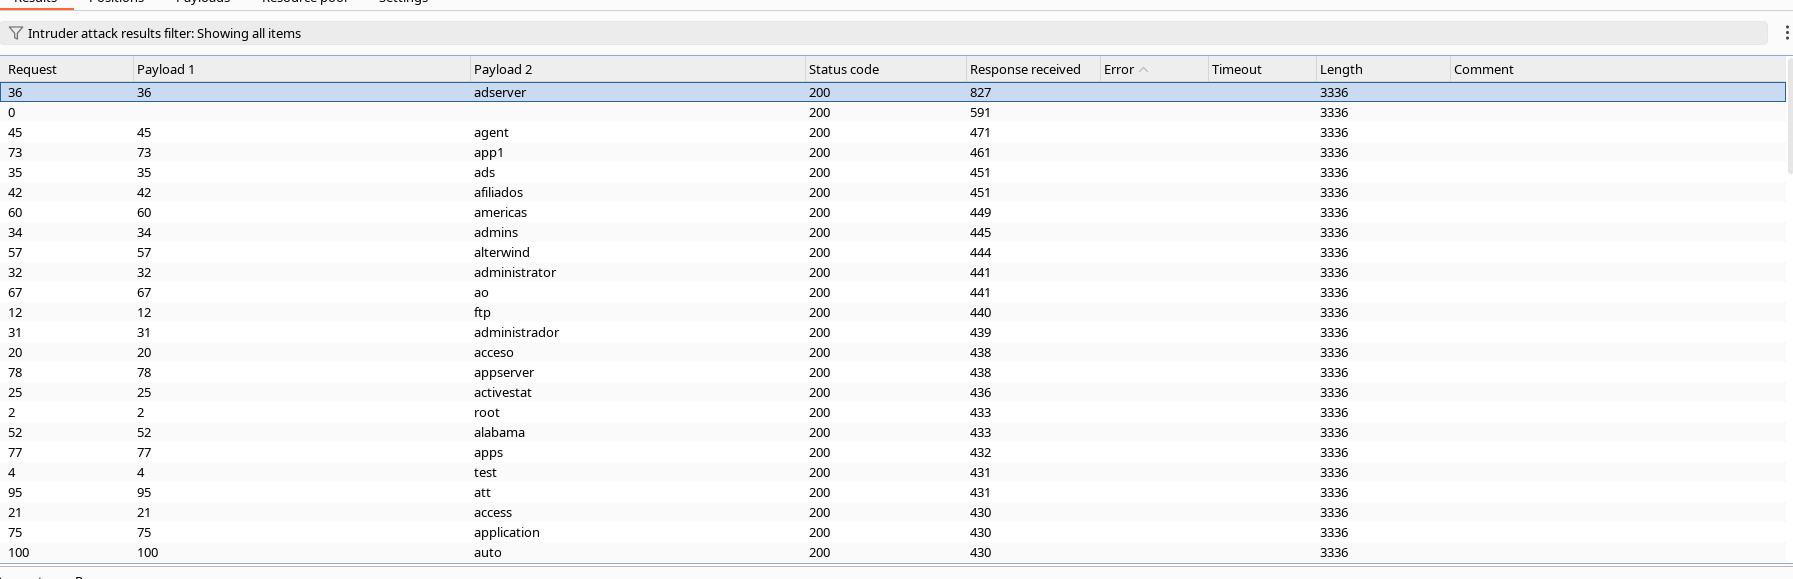 Results Positions Payloads Resource pool Settings
Intruder attack results filter: Showing all items
Request Payload 1 Payload 2 Status code Response received Error Timeout Length Comment
36 36 adserver 200 827 3336
0 200 591 3336
45 45 agent 200 471 3336
73 73 app1 200 461 3336
35 35 ads 200 451 3336
42 42 afiliados 200 451 3336
60 60 americas 200 449 3336
34 34 admins 200 445 3336
57 57 alterwind 200 444 3336
32 32 administrator 200 441 3336
67 67 ao 200 441 3336
12 12 ftp 200 440 3336
31 31 administrador 200 439 3336
20 20 acceso 200 438 3336
78 78 appserver 200 438 3336
25 25 activestat 200 436 3336
2 2 root 200 433 3336
52 52 alabama 200 433 3336
77 77 apps 200 432 3336
4 4 test 200 431 3336
95 95 att 200 431 3336
21 21 access 200 430 3336
75 75 application 200 430 3336
100 100 auto 200 430 3336